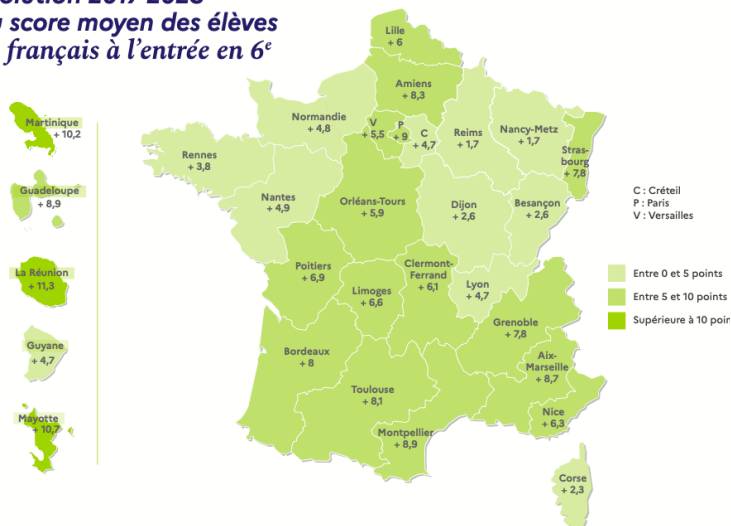 2017-2023
score moyen des élèves
français à l'entrée en 6e
Lille
+ 6
Amiens
+ 8,3
Normandie
+ 4,8
V
+ 5,5
P
+ 9
C
+ 4,7
Reims
+ 1,7
Nancy-Metz
+ 1,7
Stras-
bourg
+ 7,8
Rennes
+ 3,8
Nantes
+ 4,9
Orléans-Tours
+ 5,9
Dijon
+ 2,6
Besançon
+ 2,6
Poitiers
+ 6,9
Limoges
+ 6,6
Clermont-
Ferrand
+ 6,1
Lyon
+ 4,7
Grenoble
+ 7,8
Bordeaux
+ 8
Toulouse
+ 8,1
Aix-
Marseille
+ 8,7
Nice
+ 6,3
Montpellier
+ 8,9
Corse
+ 2,3
Martinique
+ 10,2
Guadeloupe
+ 8,9
La Réunion
+ 11,3
Guyane
+ 4,7
Mayotte
+ 10,7
C : Créteil
P : Paris
V : Versailles
Entre 0 et 5 points
Entre 5 et 10 points
Supérieure à 10 poin